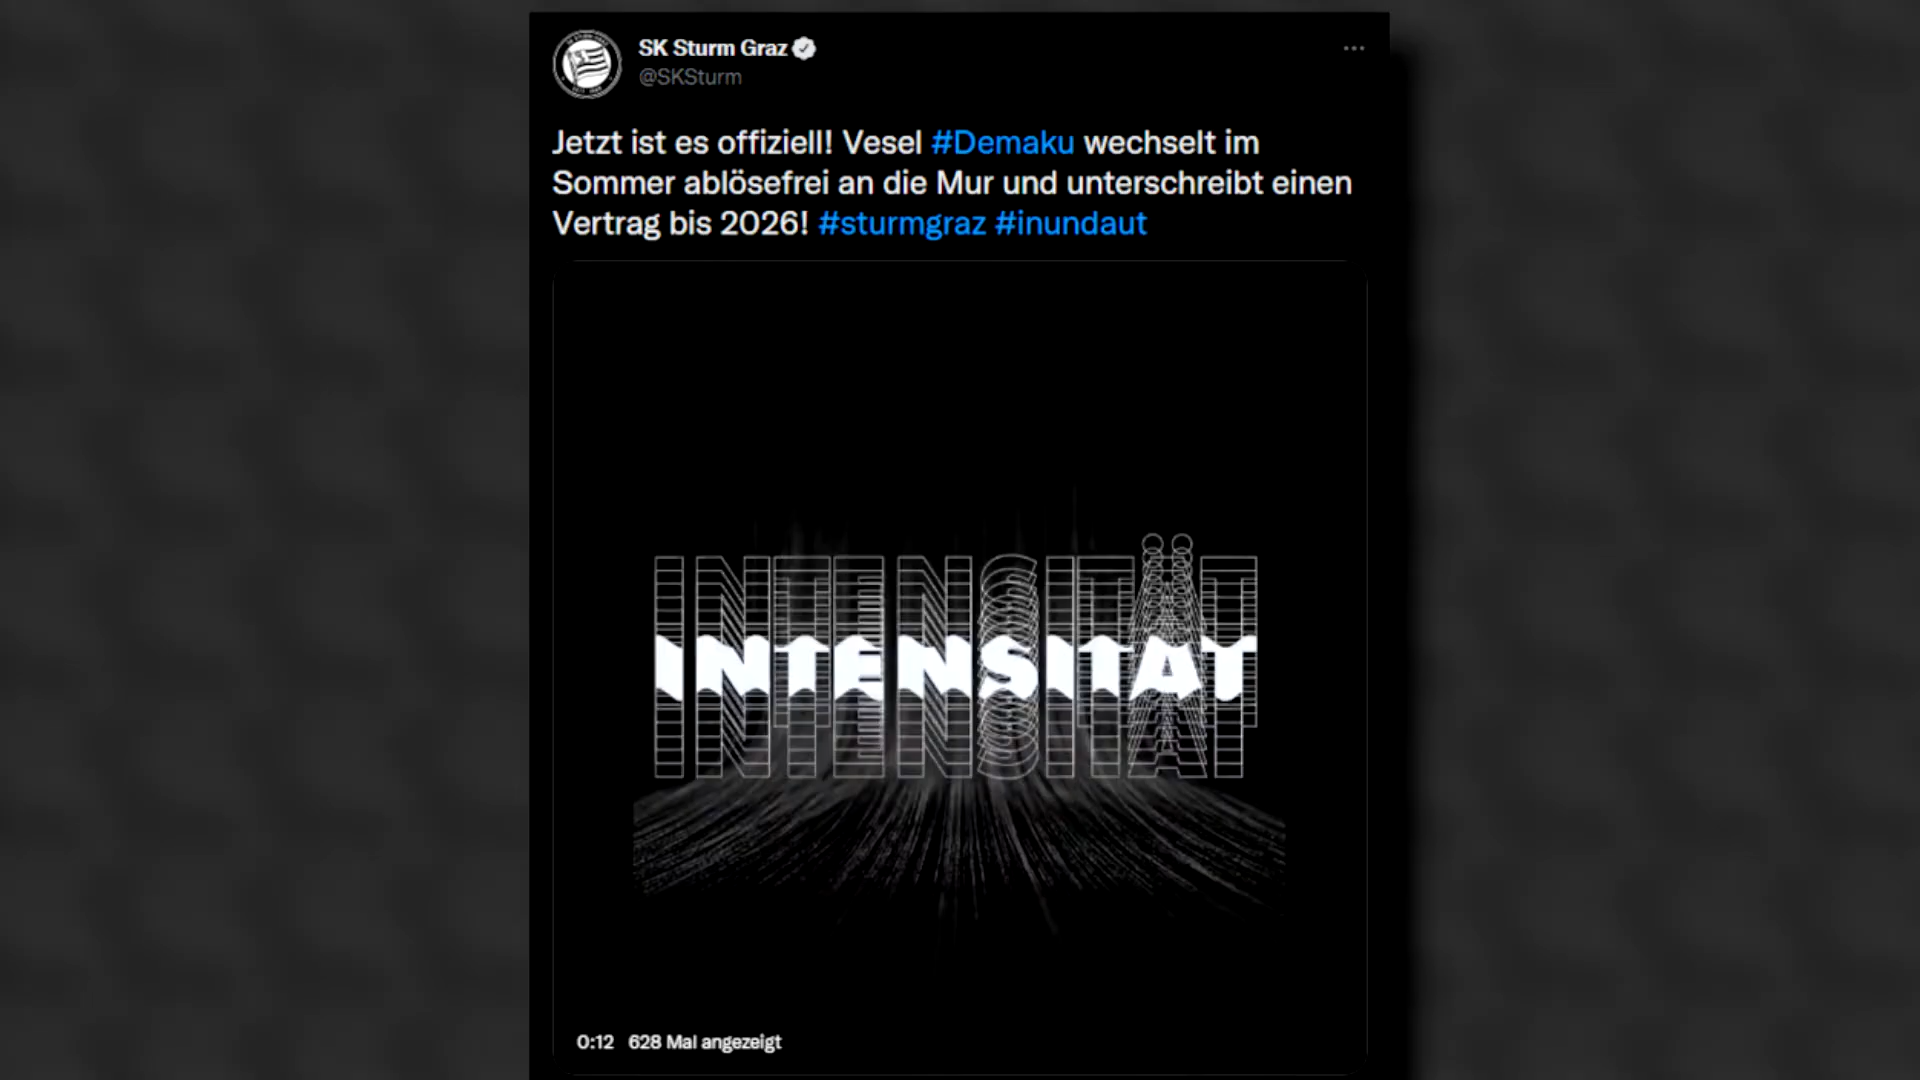 SK Sturm Graz
@SKSturm
Jetzt ist es offiziell! Vesel #Demaku wechselt im
Sommer ablösefrei an die Mur und unterschreibt einen
Vertrag bis 2026! #sturmgraz #inundaut
INTENSITÄT
0:12 628 Mal angezeigt